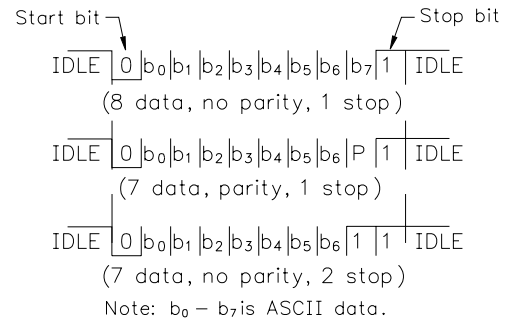 Start bit Stop bit
IDLE 0 b₀ b₁ b₂ b₃ b₄ b₅ b₆ b₇ 1 IDLE
(8 data, no parity, 1 stop)
IDLE 0 b₀ b₁ b₂ b₃ b₄ b₅ b₆ P 1 IDLE
(7 data, parity, 1 stop)
IDLE 0 b₀ b₁ b₂ b₃ b₄ b₅ b₆ 1 1 IDLE
(7 data, no parity, 2 stop)
Note: b₀ – b₇ is ASCII data.